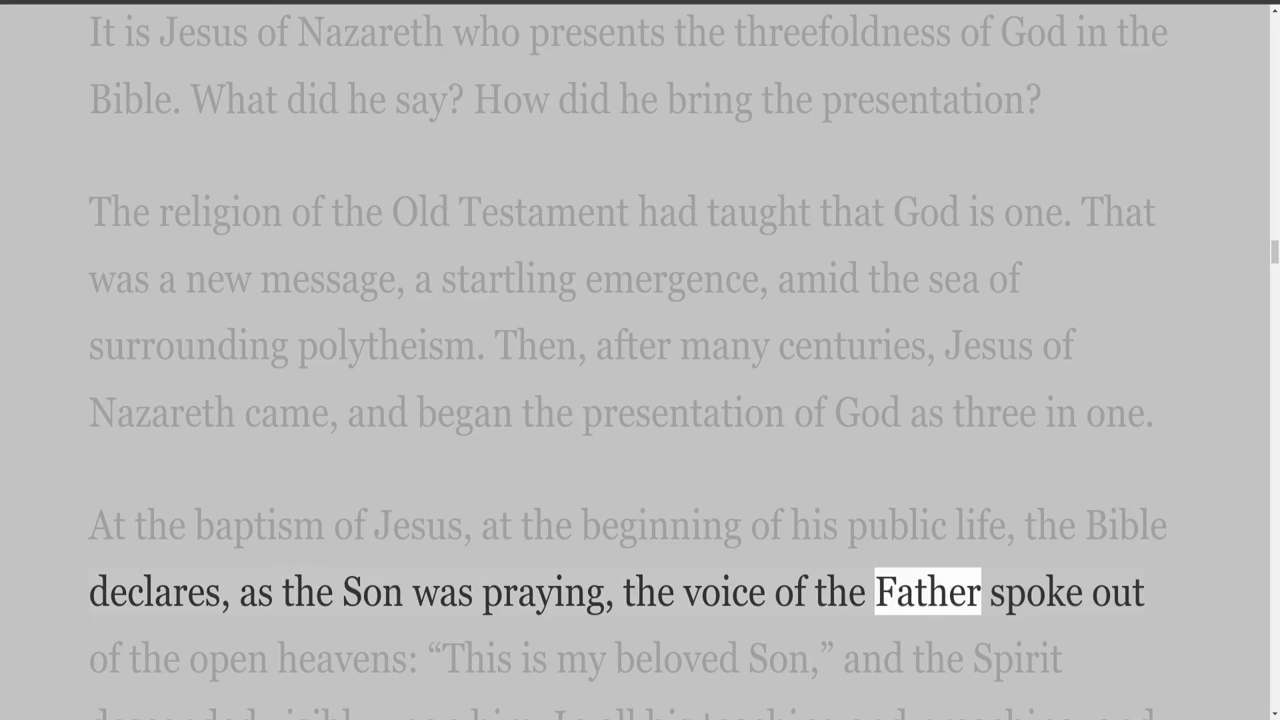 It is Jesus of Nazareth who presents the threefoldness of God in the
Bible. What did he say? How did he bring the presentation?
The religion of the Old Testament had taught that God is one. That
was a new message, a startling emergence, amid the sea of
surrounding polytheism. Then, after many centuries, Jesus of
Nazareth came, and began the presentation of God as three in one.
At the baptism of Jesus, at the beginning of his public life, the Bible
declares, as the Son was praying, the voice of the Father spoke out
of the open heavens: “This is my beloved Son,” and the Spirit